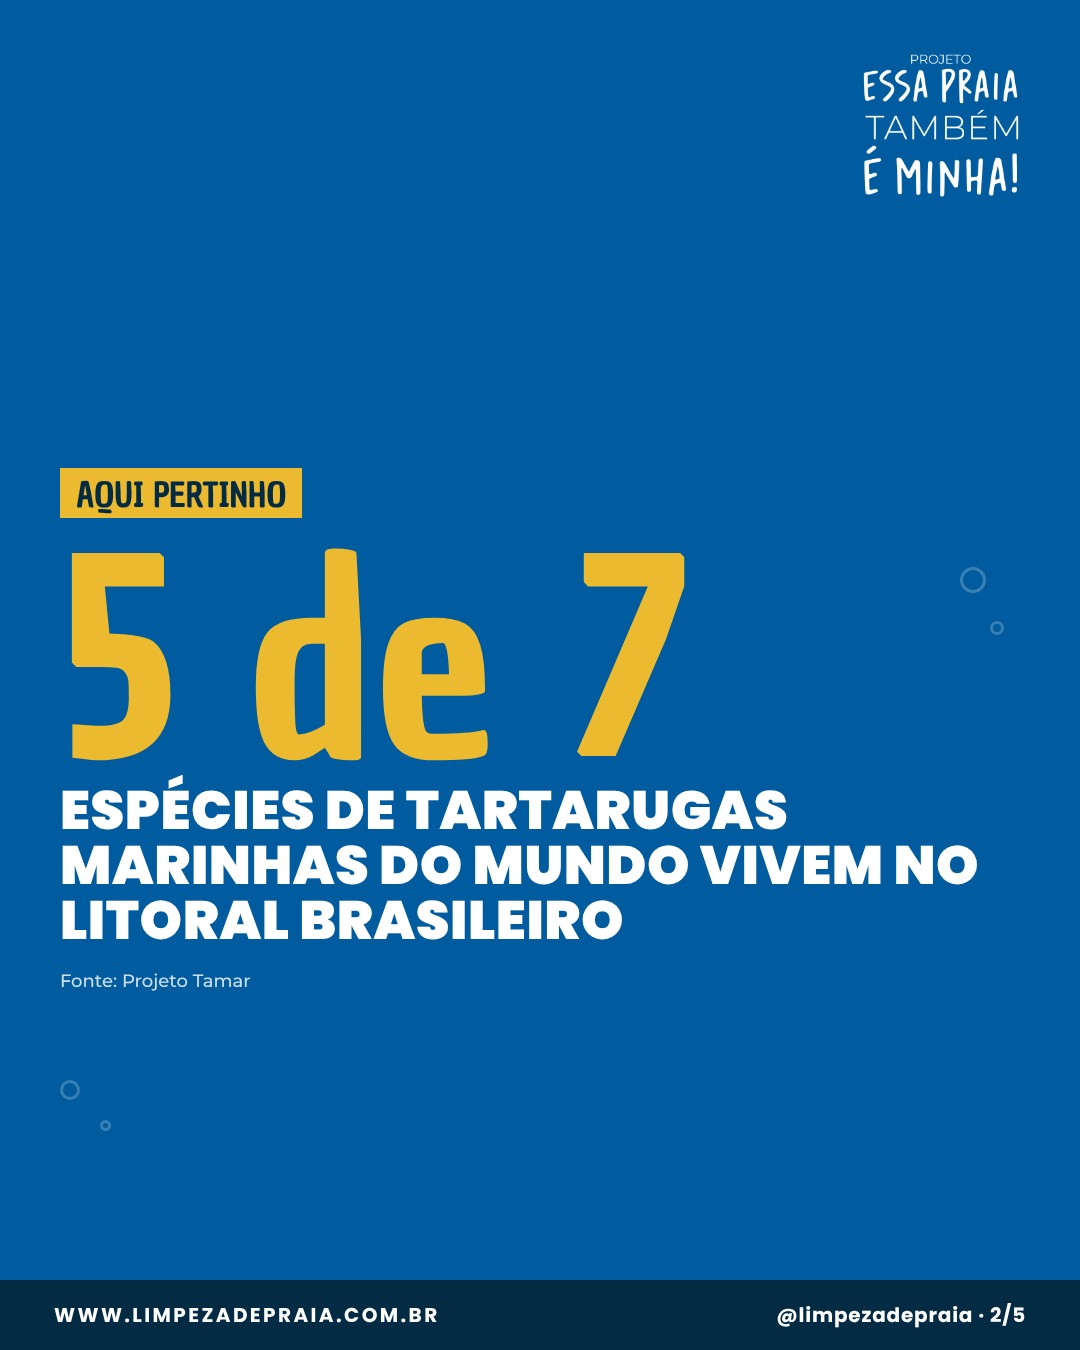 PROJETO
ESSA PRAIA
TAMBÉM
É MINHA!
AQUI PERTINHO
5 de 7
ESPÉCIES DE TARTARUGAS
MARINHAS DO MUNDO VIVEM NO
LITORAL BRASILEIRO
Fonte: Projeto Tamar
WWW.LIMPEZADEPRAIA.COM.BR
@limpezadepraia · 2/5